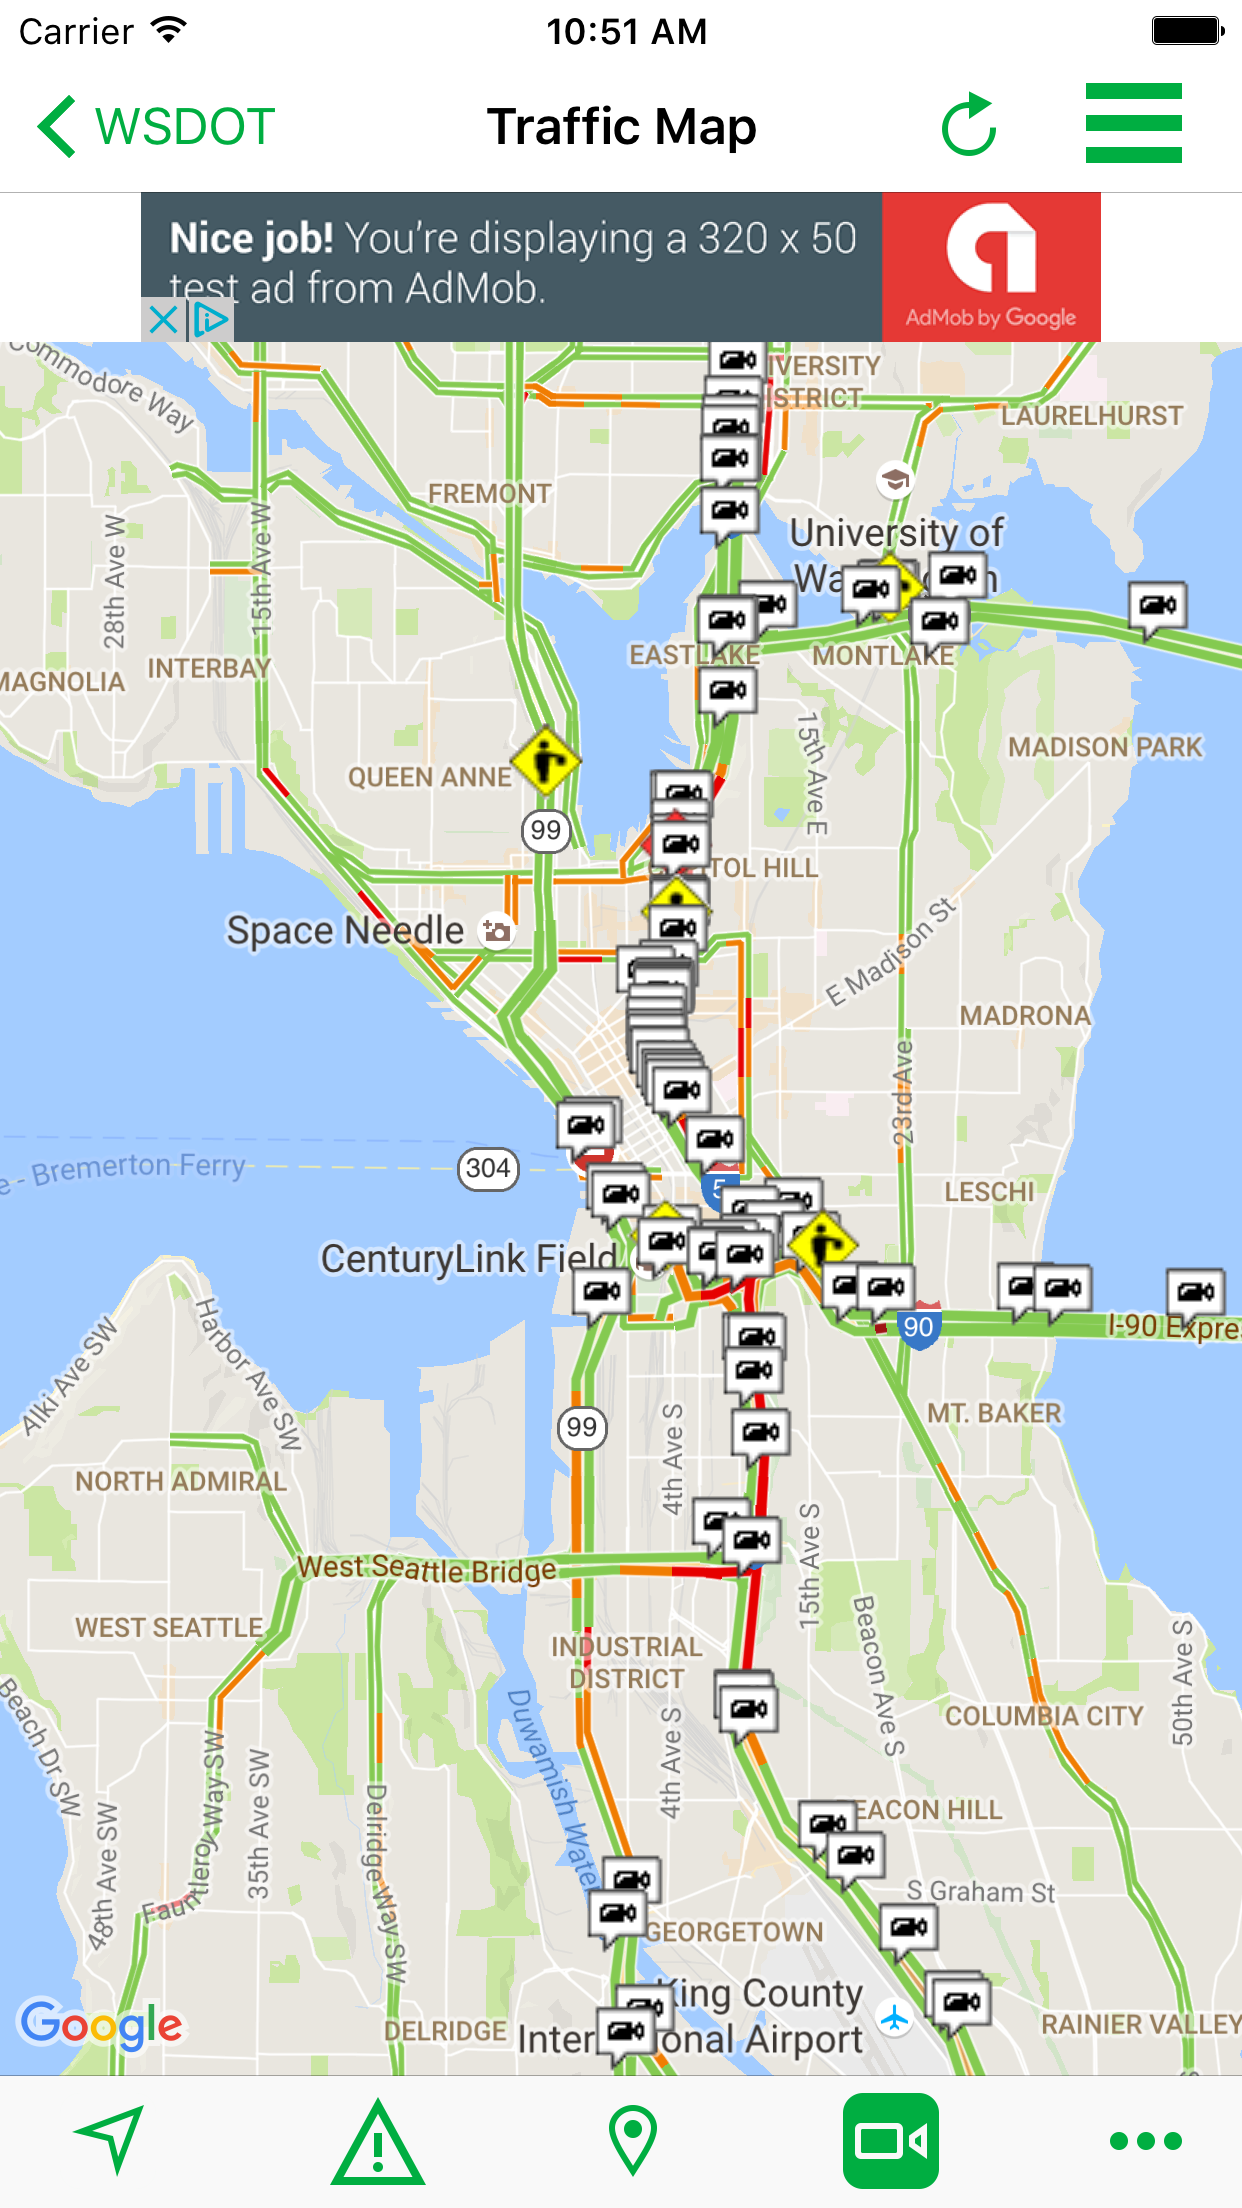 Carrier
10:51 AM
WSDOT
Traffic Map
Nice job! You're displaying a 320 x 50
test ad from AdMob.
AdMob by Google
Commodore Way
IVERSITY
STRICT
LAURELHURST
FREMONT
University of
28th Ave W
15th Ave W
EASTLAKE
MONTLAKE
INTERBAY
MAGNOLIA
15th Ave E
MADISON PARK
QUEEN ANNE
99
TOL HILL
Space Needle
E Madison St
MADRONA
23rd Ave
e - Bremerton Ferry
304
5
LESCHI
CenturyLink Field
90
I-90 Expre
Alki Ave SW
Harbor Ave SW
99
MT. BAKER
4th Ave S
NORTH ADMIRAL
15th Ave S
West Seattle Bridge
WEST SEATTLE
Beacon Ave S
INDUSTRIAL
DISTRICT
50th Ave S
Beach Dr SW
Duwamish Wate
COLUMBIA CITY
4th Ave S
Fauntleroy Way SW
35th Ave SW
Delridge Way SW
48th Ave SW
EACON HILL
S Graham St
GEORGETOWN
King County
Google
DELRIDGE
Inter onal Airport
RAINIER VALLEY